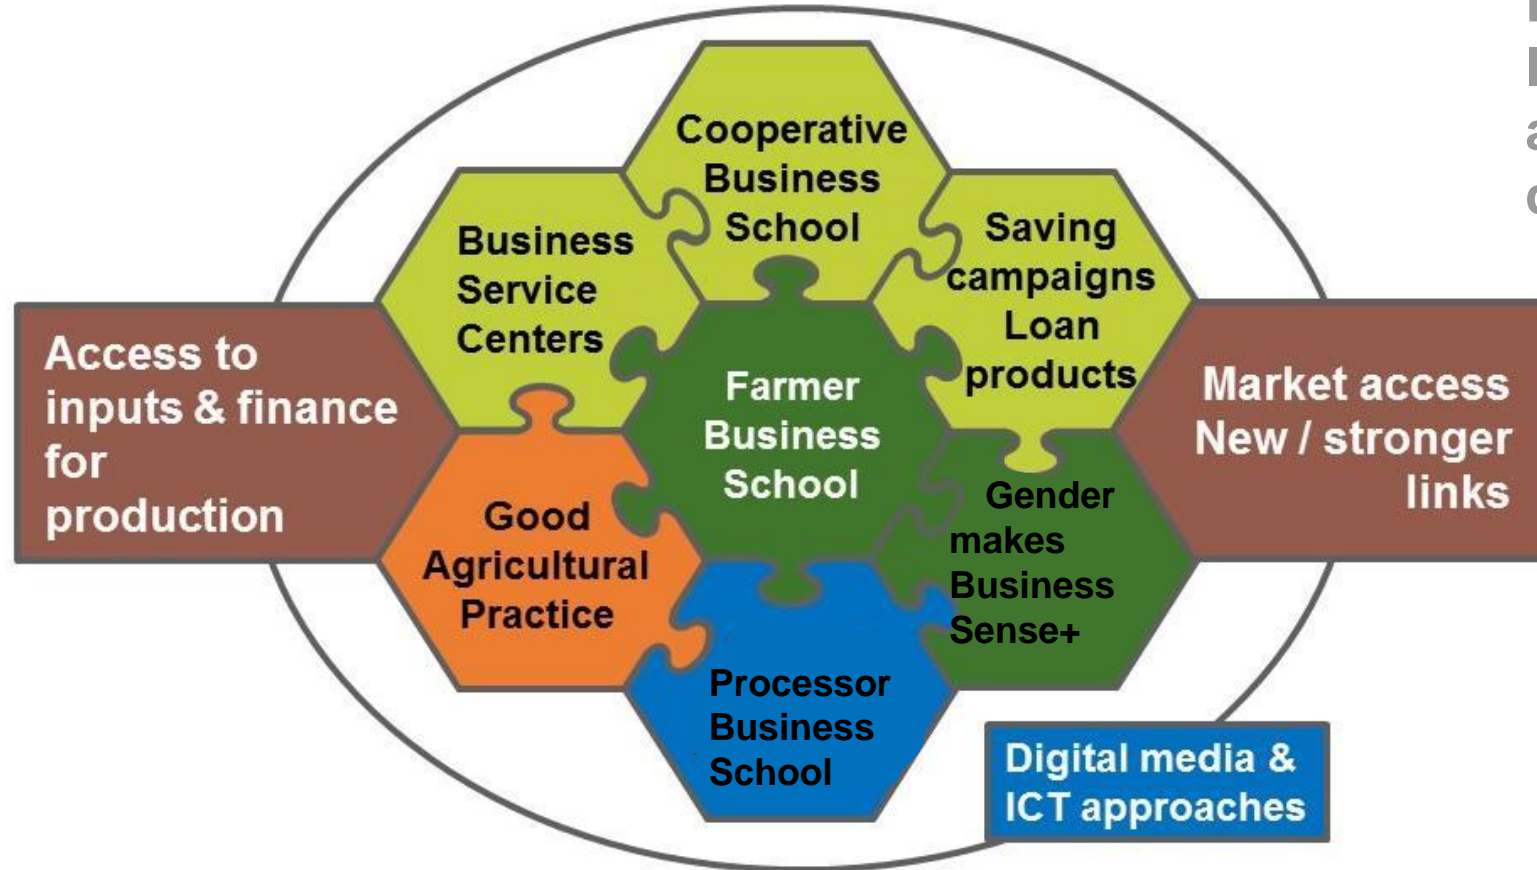 Cooperative
Business
School
Business
Service
Centers
Saving
campaigns
Loan
products
Access to
inputs & finance
for
production
Farmer
Business
School
Market access
New / stronger
links
Good
Agricultural
Practice
Gender
makes
Business
Sense+
Processor
Business
School
Digital media &
ICT approaches